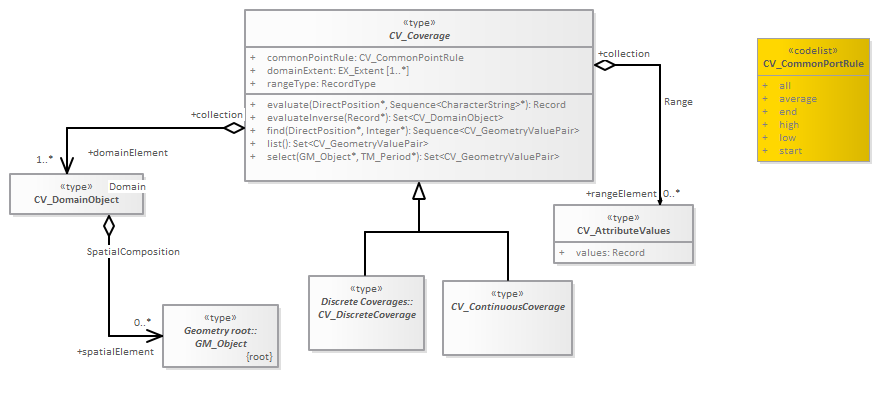 «type»
CV_Coverage
+ commonPointRule: CV_CommonPointRule
+ domainExtent: EX_Extent [1..*]
+ rangeType: RecordType
+ evaluate(DirectPosition*, Sequence<CharacterString>*): Record
+ evaluateInverse(Record*): Set<CV_DomainObject>
+ find(DirectPosition*, Integer*): Sequence<CV_GeometryValuePair>
+ list(): Set<CV_GeometryValuePair>
+ select(GM_Object*, TM_Period*): Set<CV_GeometryValuePair>
«codelist»
CV_CommonPortRule
+ all
+ average
+ end
+ high
+ low
+ start
+collection
Range
+rangeElement 0..*
«type»
CV_AttributeValues
+ values: Record
+collection
1..*
+domainElement
Domain
«type»
CV_DomainObject
SpatialComposition
0..*
+spatialElement
«type»
Geometry root::
GM_Object
{root}
«type»
Discrete Coverages::
CV_DiscreteCoverage
«type»
CV_ContinuousCoverage